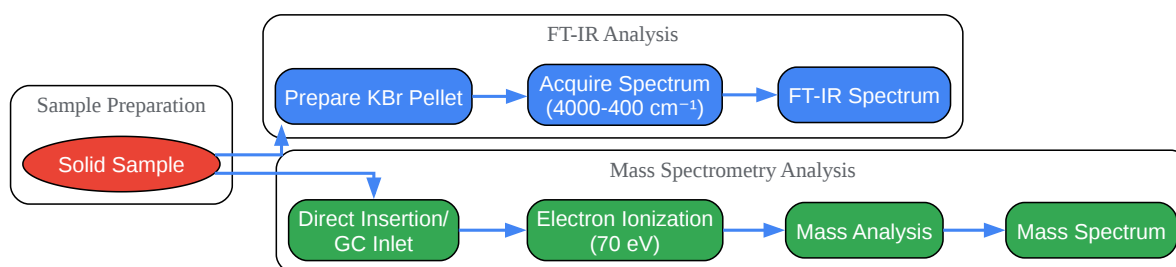 FT-IR Analysis
Prepare KBr Pellet
Acquire Spectrum
(4000-400 cm⁻¹)
FT-IR Spectrum
Sample Preparation
Solid Sample
Mass Spectrometry Analysis
Direct Insertion/
GC Inlet
Electron Ionization
(70 eV)
Mass Analysis
Mass Spectrum